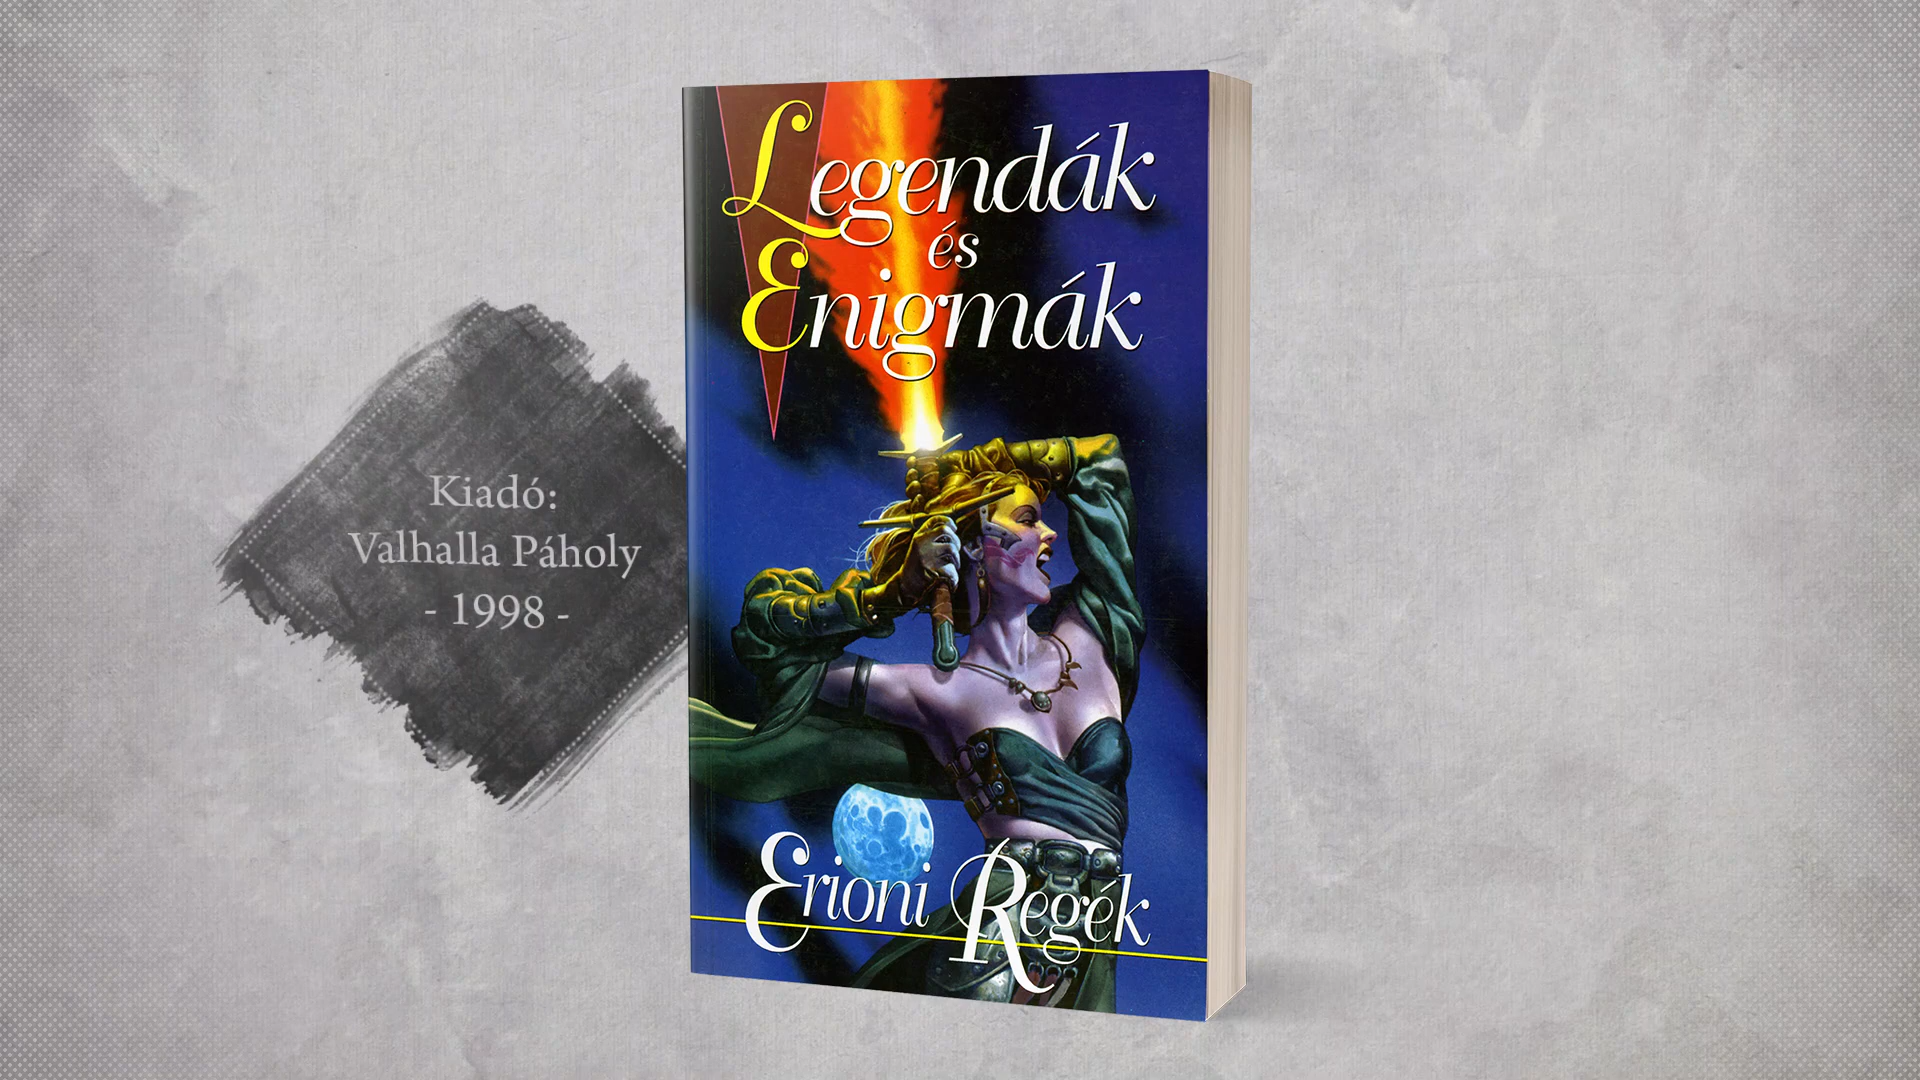 Kiadó:
Valhalla Páholy
- 1998 -
Legendák
és
Enigmák
Erioni Regék